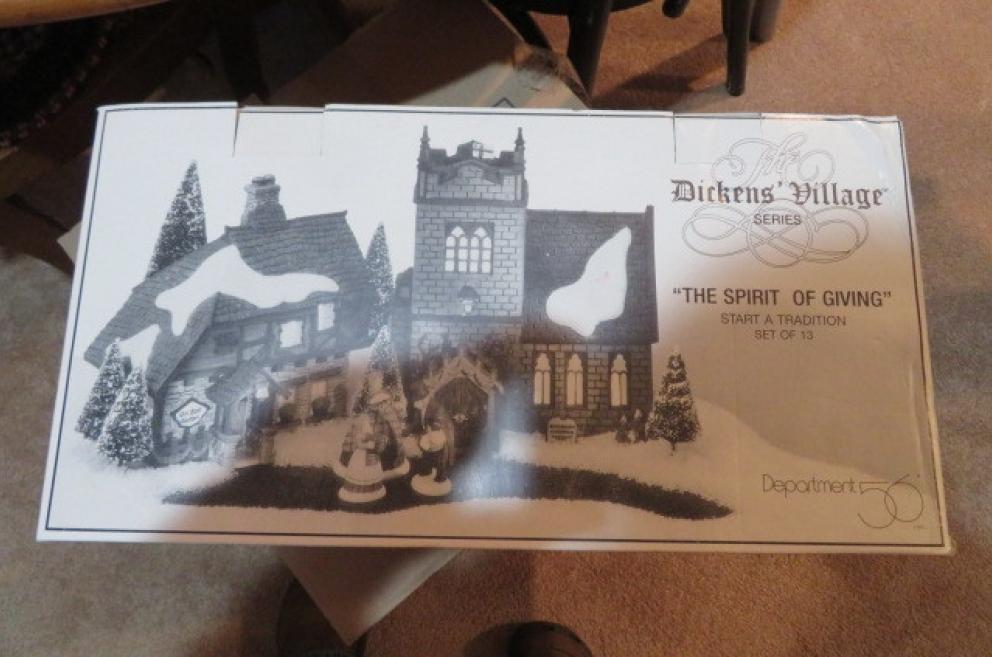 The
Dickens' Village
SERIES
"THE SPIRIT OF GIVING"
START A TRADITION
SET OF 13
Department 56